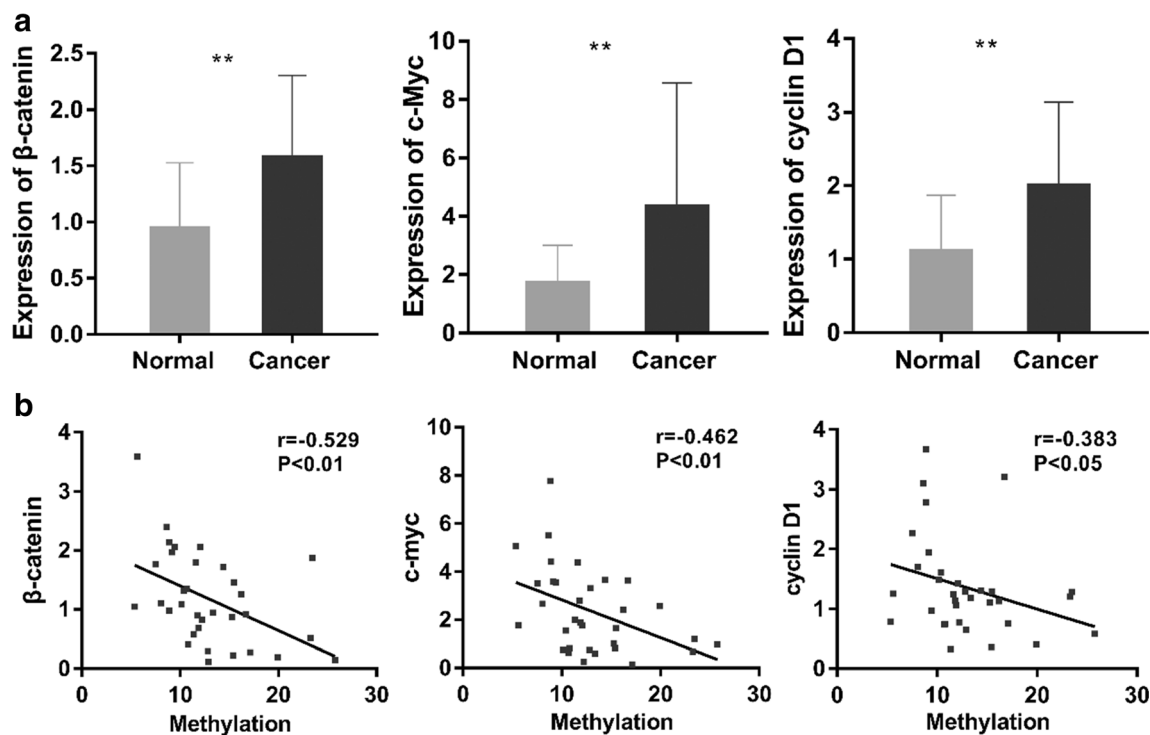 a
Expression of β-catenin
2.5
2.0
1.5
1.0
0.5
0.0
**
Normal Cancer
Expression of c-Myc
10
8
6
4
2
0
**
Normal Cancer
Expression of cyclin D1
4
3
2
1
0
**
Normal Cancer
b
β-catenin
4
3
2
1
0
r=-0.529
P<0.01
0 10 20 30
Methylation
c-myc
10
8
6
4
2
0
r=-0.462
P<0.01
0 10 20 30
Methylation
cyclin D1
4
3
2
1
0
r=-0.383
P<0.05
0 10 20 30
Methylation